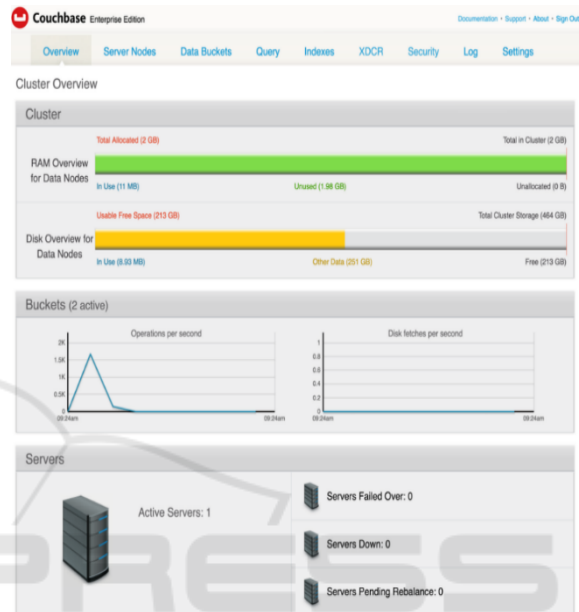 Couchbase Enterprise Edition
Documentation • Support • About • Sign Out
Overview Server Nodes Data Buckets Query Indexes XDCR Security Log Settings
Cluster Overview
Cluster
Total Allocated (2 GB) Total in Cluster (2 GB)
RAM Overview
for Data Nodes
In Use (11 MB) Unused (1.98 GB) Unallocated (0 B)
Usable Free Space (213 GB) Total Cluster Storage (464 GB)
Disk Overview for
Data Nodes
In Use (8.93 MB) Other Data (251 GB) Free (213 GB)
Buckets (2 active)
Operations per second
2K
1.5K
1K
0.5K
0
09:24am 09:24am
Disk fetches per second
1
0.8
0.6
0.4
0.2
0
09:24am 09:24am
Servers
Active Servers: 1
Servers Failed Over: 0
Servers Down: 0
Servers Pending Rebalance: 0
PRESS